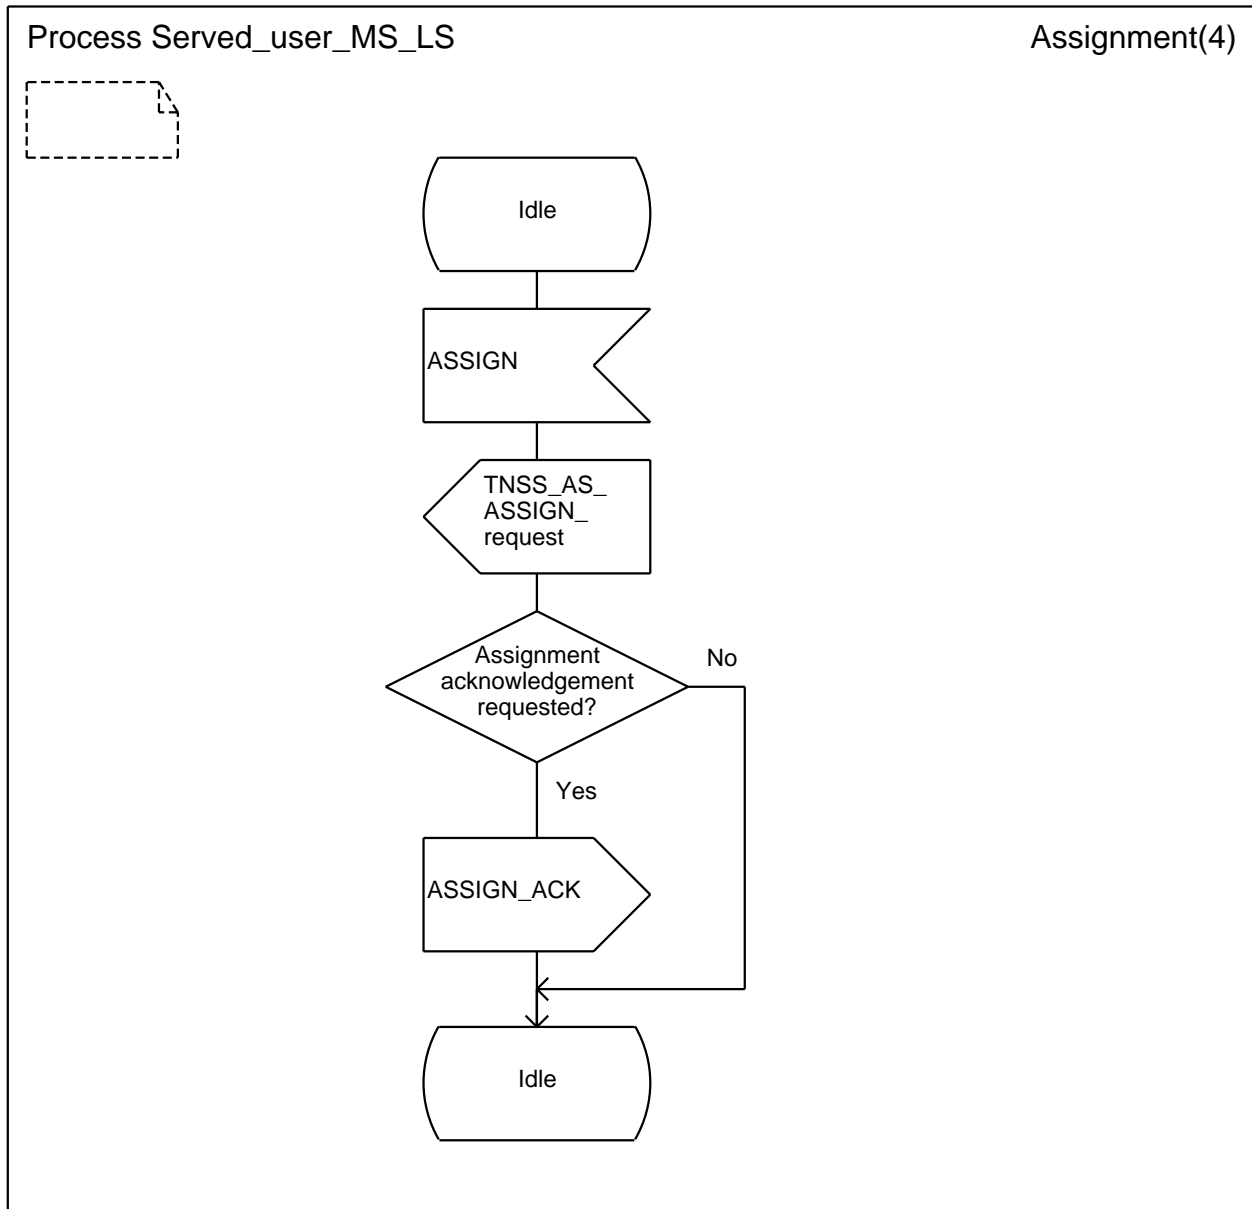 Process Served_user_MS_LS
Assignment(4)
Idle
ASSIGN
TNSS_AS_
ASSIGN_
request
Assignment
acknowledgement
requested?
No
Yes
ASSIGN_ACK
Idle